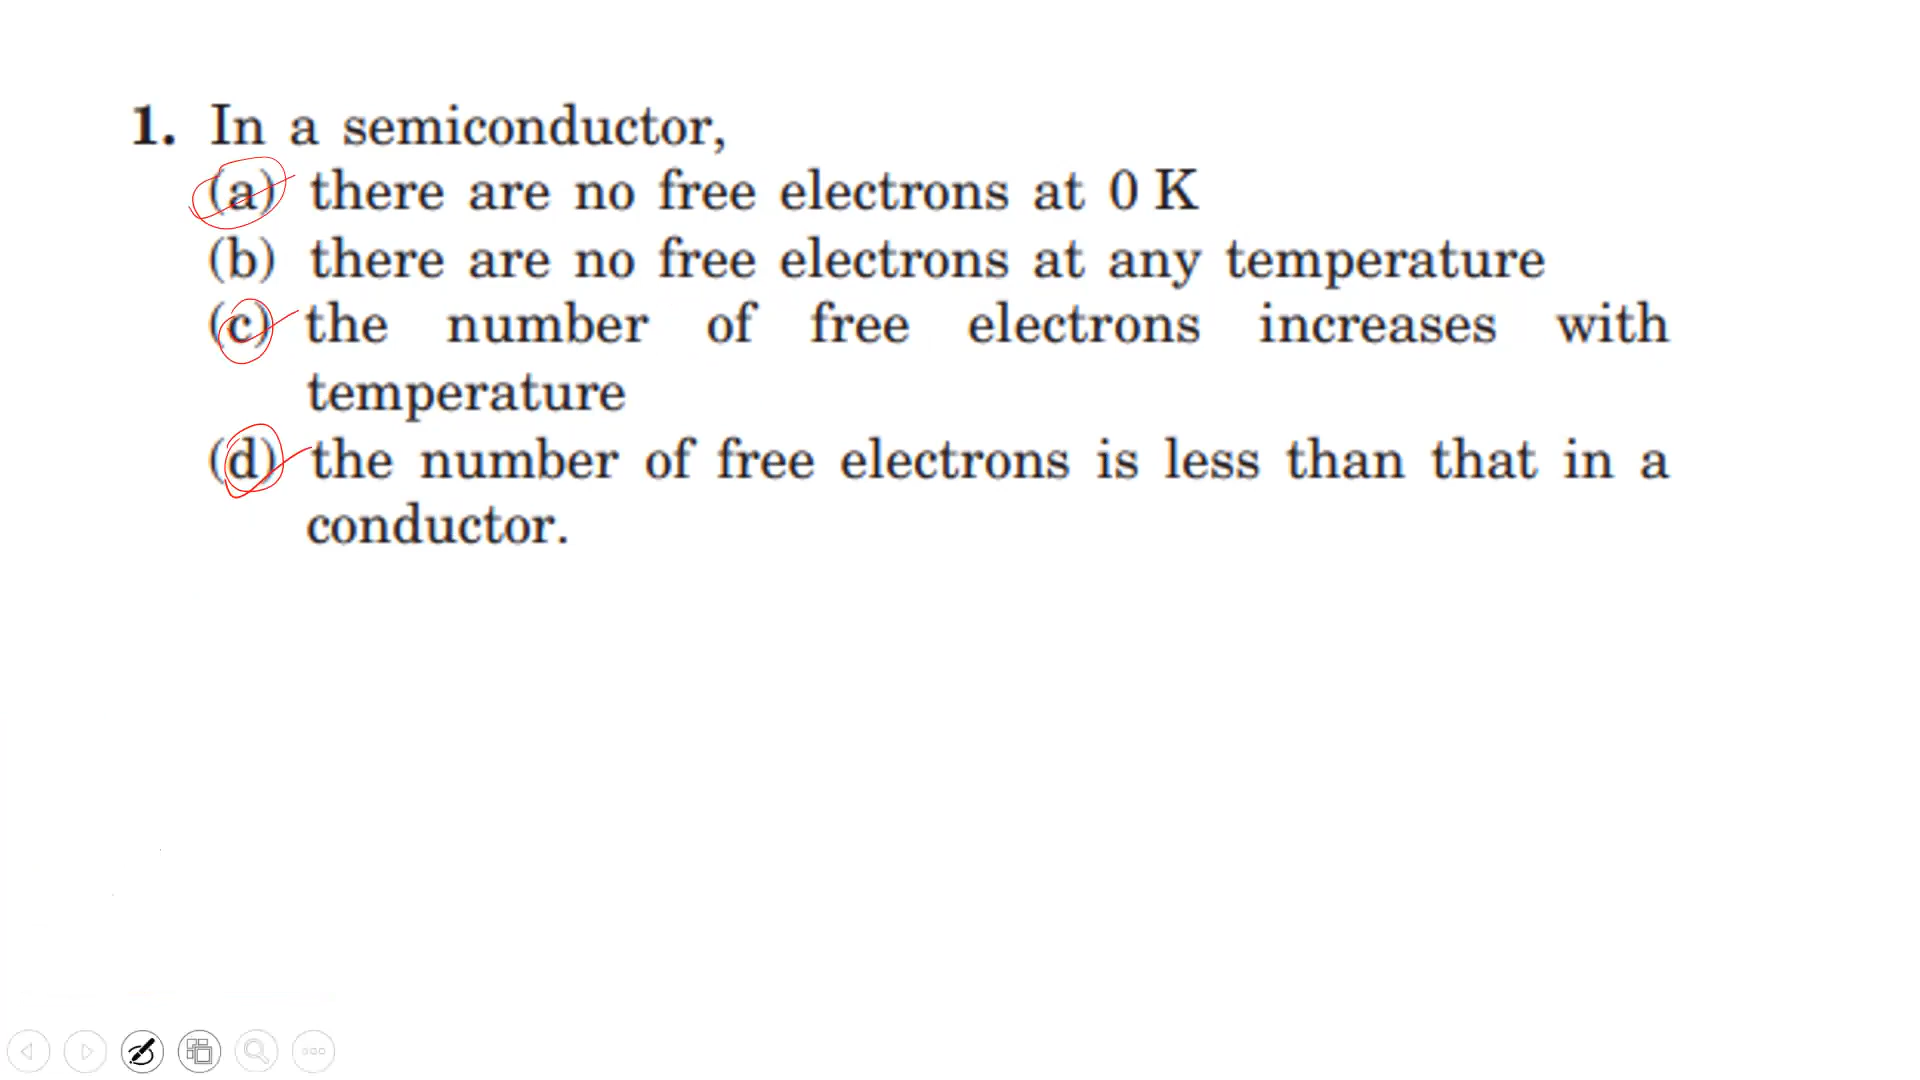 1. In a semiconductor,
(a) there are no free electrons at 0 K
(b) there are no free electrons at any temperature
(c) the number of free electrons increases with
temperature
(d) the number of free electrons is less than that in a
conductor.